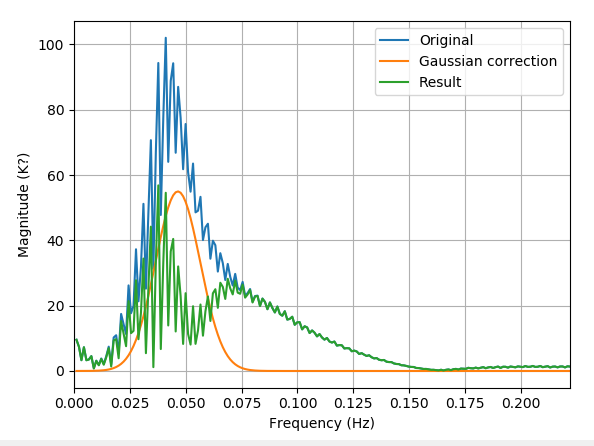 Original
Gaussian correction
Result
100
80
60
40
20
0
Magnitude (K?)
0.000 0.025 0.050 0.075 0.100 0.125 0.150 0.175 0.200
Frequency (Hz)